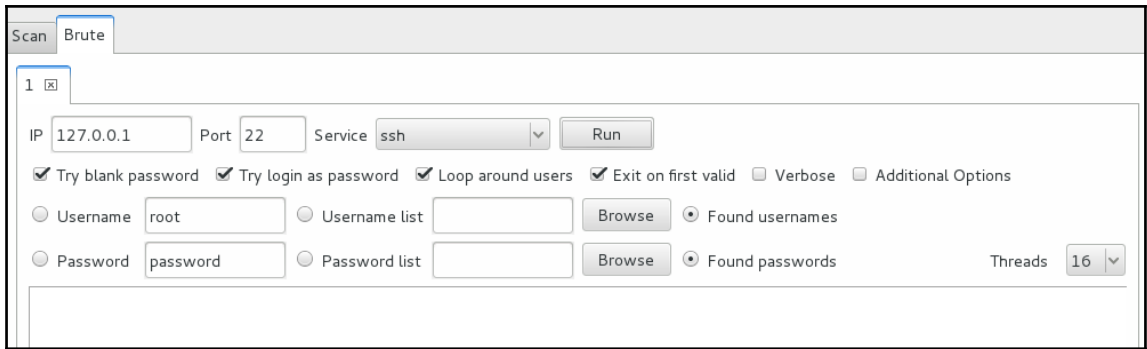 Scan Brute
1
IP 127.0.0.1 Port 22 Service ssh Run
Try blank password Try login as password Loop around users Exit on first valid Verbose Additional Options
Username root Username list Browse Found usernames
Password password Password list Browse Found passwords Threads 16